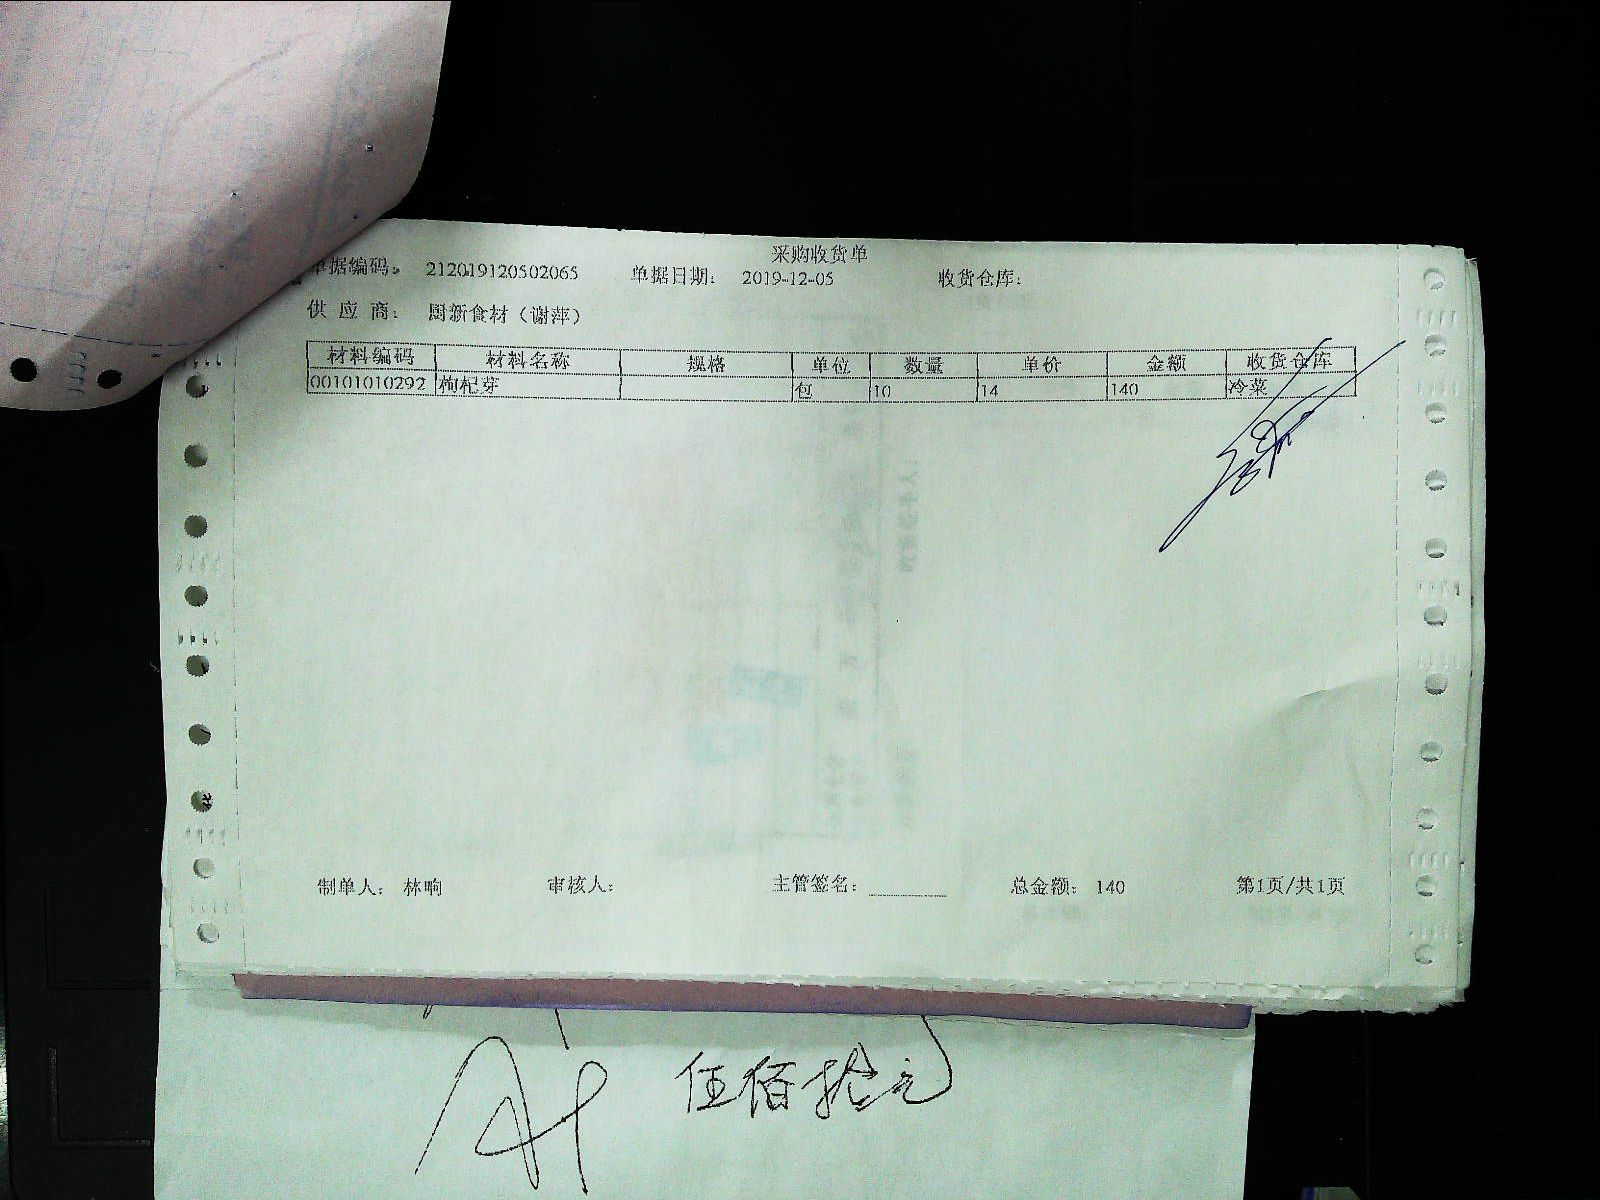 采购收货单
单据编码: 212019120502065 单据日期: 2019-12-05 收货仓库:
供应商: 厨新食材（谢萍）
材料编码 材料名称 规格 单位 数量 单价 金额 收货仓库
00101010292 枸杞芽 包 10 14 140 冷菜
制单人: 林响 审核人: 主管签名: 总金额: 140 第1页/共1页
伍佰拾元